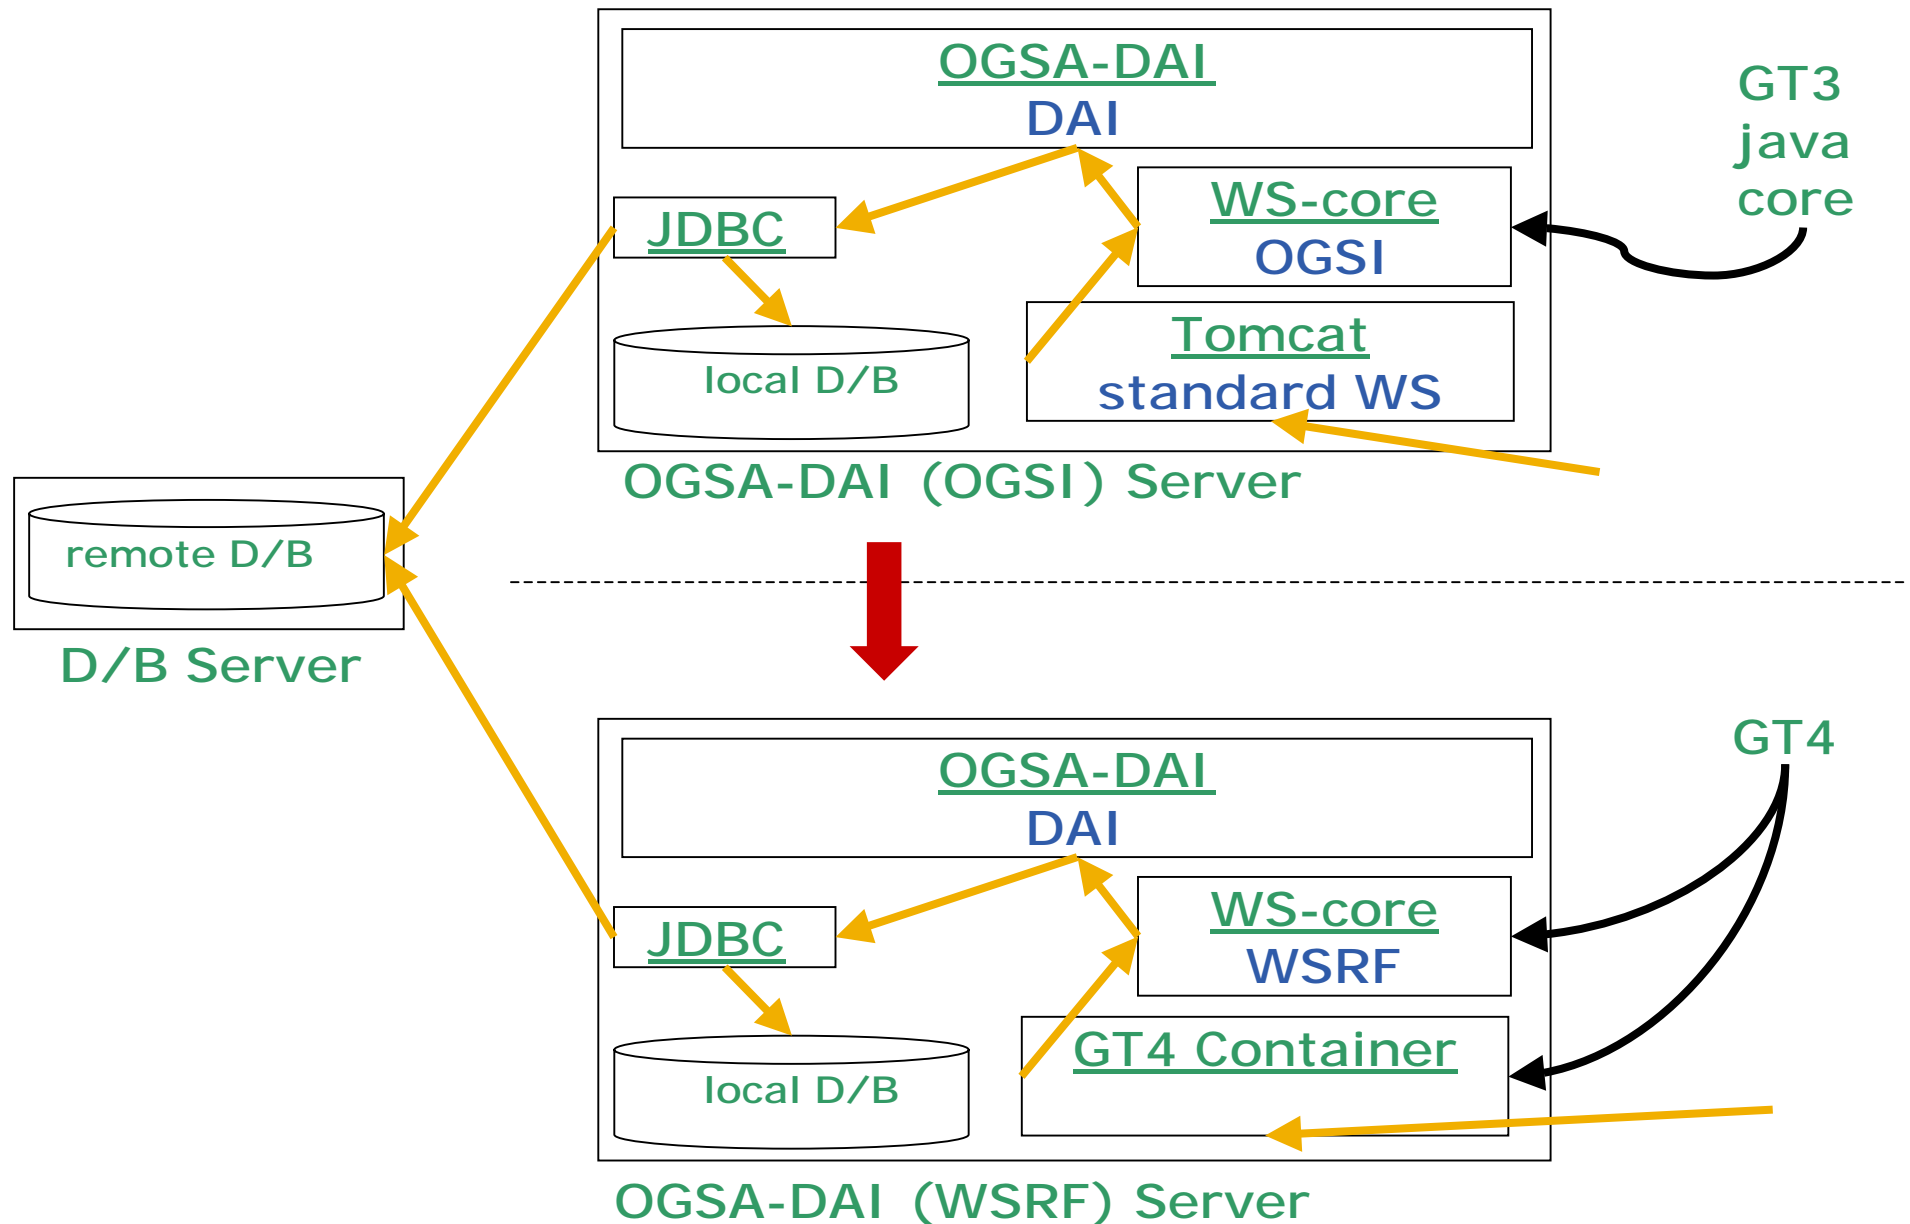 OGSA-DAI
DAI
GT3
java
core
WS-core
OGSI
JDBC
Tomcat
standard WS
local D/B
OGSA-DAI (OGSI) Server
remote D/B
D/B Server
GT4
OGSA-DAI
DAI
WS-core
WSRF
JDBC
GT4 Container
local D/B
OGSA-DAI (WSRF) Server